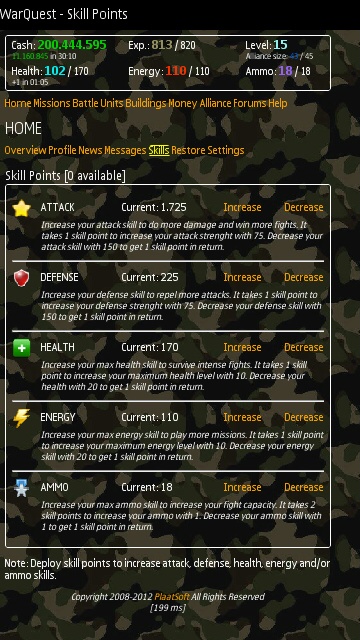 WarQuest - Skill Points
Cash: 200.444.595 Exp.: 813 / 820 Level: 15
11.160.845 in 30:10 Alliance size: 43 / 45
Health: 102 / 170 Energy: 110 / 110 Ammo: 18 / 18
+1 in 01:05
Home Missions Battle Units Buildings Money Alliance Forums Help
HOME
Overview Profile News Messages Skills Restore Settings
Skill Points [0 available]
ATTACK Current: 1.725 Increase Decrease
Increase your attack skill to do more damage and win more fights. It
takes 1 skill point to increase your attack strenght with 75. Decrease your
attack skill with 150 to get 1 skill point in return.
DEFENSE Current: 225 Increase Decrease
Increase your defense skill to repel more attacks. It takes 1 skill point to
increase your defense strenght with 75. Decrease your defense skill with
150 to get 1 skill point in return.
HEALTH Current: 170 Increase Decrease
Increase your max health skill to survive intense fights. It takes 1 skill
point to increase your maximum health level with 10. Decrease your
health with 20 to get 1 skill point in return.
ENERGY Current: 110 Increase Decrease
Increase your max energy skill to play more missions. It takes 1 skill point
to increase your maximum energy level with 10. Decrease your energy
skill with 20 to get 1 skill point in return.
AMMO Current: 18 Increase Decrease
Increase your max ammo skill to increase your fight capacity. It takes 2
skill points to increase your ammo with 1. Decrease your ammo skill with
1 to get 1 skill point in return.
Note: Deploy skill points to increase attack, defense, health, energy and/or
ammo skills.
Copyright 2008-2012 PlaatSoft All Rights Reserved
[199 ms]